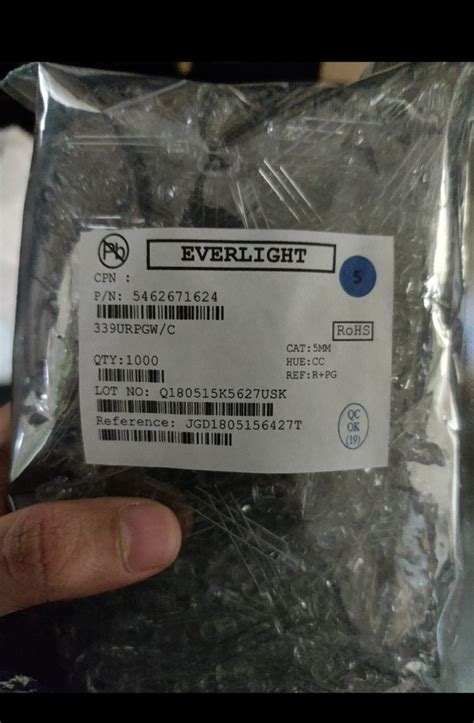 Pb
EVERLIGHT
5
CPN :
P/N: 5462671624
339URPGW/C
RoHS
CAT:5MM
QTY:1000
HUE:CC
REF:R+PG
LOT NO: Q180515K5627USK
Reference: JGD1805156427T
QC
OK
(19)